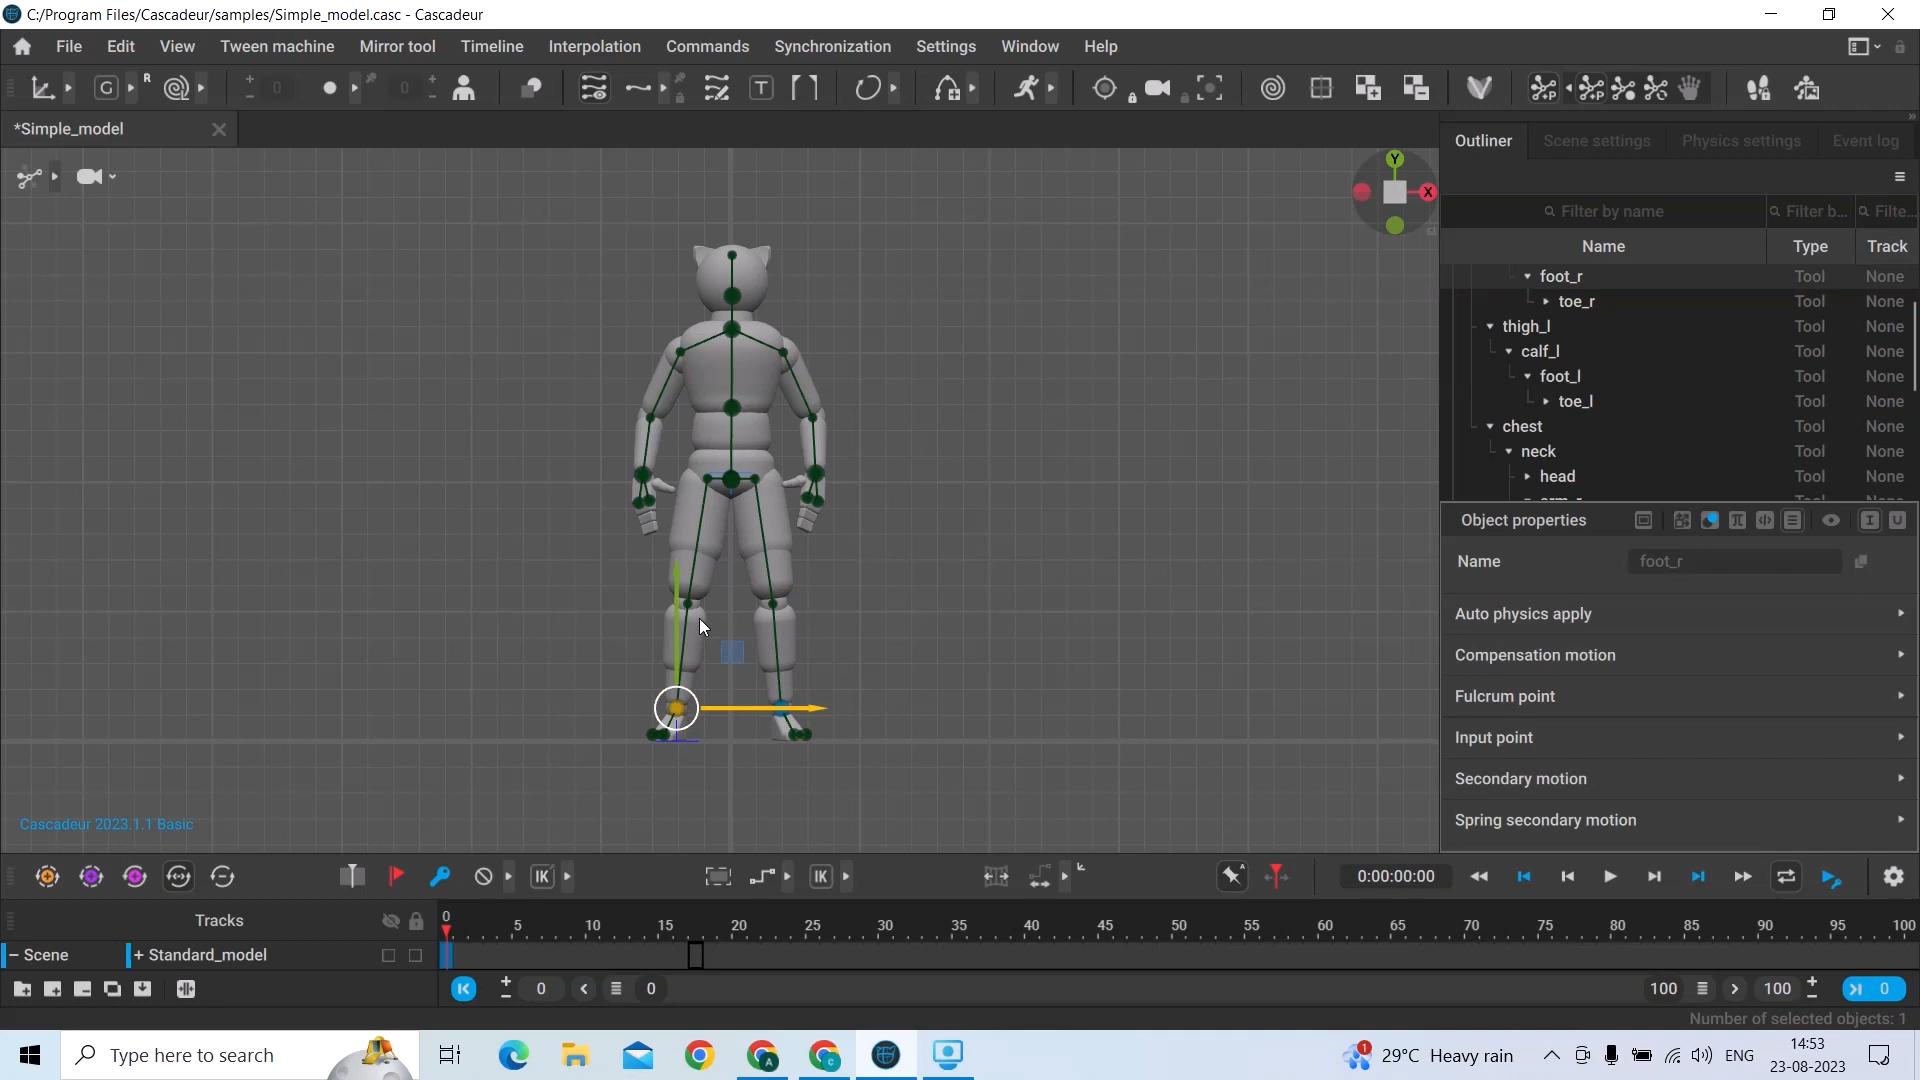 C:/Program Files/Cascadeur/samples/Simple_model.casc - Cascadeur
File Edit View Tween machine Mirror tool Timeline Interpolation Commands Synchronization Settings Window Help
G R 0 0 T P P
*Simple_model
Outliner Scene settings Physics settings Event log
Y
X
Filter by name Filter b... Filte...
Name Type Track
foot_r Tool None
toe_r Tool None
thigh_l Tool None
calf_l Tool None
foot_l Tool None
toe_l Tool None
chest Tool None
neck Tool None
head Tool None
Object properties
Name foot_r
Auto physics apply
Compensation motion
Fulcrum point
Input point
Secondary motion
Spring secondary motion
Cascadeur 2023.1.1 Basic
IK IK 0:00:00:00
Tracks
0 5 10 15 20 25 30 35 40 45 50 55 60 65 70 75 80 85 90 95 100
- Scene + Standard_model
0 0 100 100 0
Number of selected objects: 1
Type here to search
1 29°C Heavy rain ENG
14:53
23-08-2023